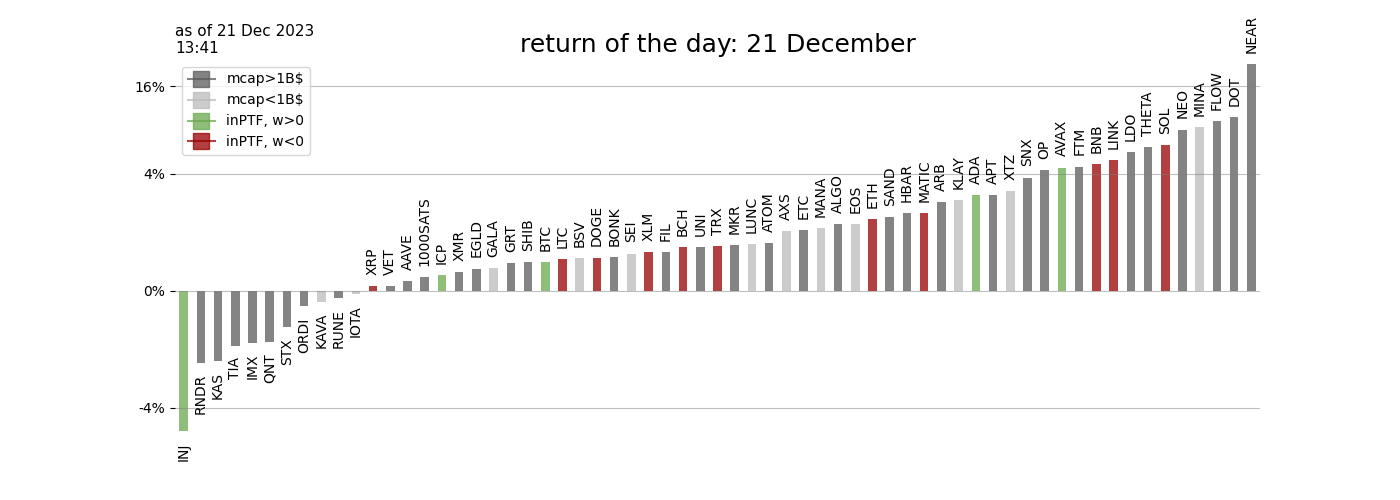 as of 21 Dec 2023
13:41
return of the day: 21 December
mcap>1B$
mcap<1B$
inPTF, w>0
inPTF, w<0
16%
4%
0%
-4%
INJ
RNDR
KAS
TIA
IMX
QNT
STX
ORDI
KAVA
RUNE
IOTA
XRP
VET
AAVE
1000SATS
ICP
XMR
EGLD
GALA
GRT
SHIB
BTC
LTC
BSV
DOGE
BONK
SEI
XLM
FIL
BCH
UNI
TRX
MKR
LUNC
ATOM
AXS
ETC
MANA
ALGO
EOS
ETH
SAND
HBAR
MATIC
ARB
KLAY
ADA
APT
XTZ
SNX
OP
AVAX
FTM
BNB
LINK
LDO
THETA
SOL
NEO
MINA
FLOW
DOT
NEAR